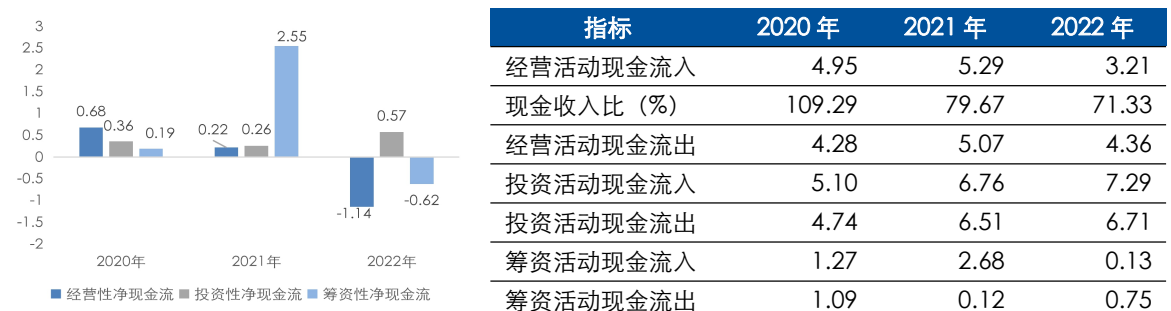 3
2.5
2
1.5
1
0.5
0
-0.5
-1
-1.5
-2
0.68
0.36
0.19
0.22
0.26
2.55
-1.14
0.57
-0.62
2020年 2021年 2022年
经营性净现金流 投资性净现金流 筹资性净现金流
指标 2020 年 2021 年 2022 年
经营活动现金流入 4.95 5.29 3.21
现金收入比（%） 109.29 79.67 71.33
经营活动现金流出 4.28 5.07 4.36
投资活动现金流入 5.10 6.76 7.29
投资活动现金流出 4.74 6.51 6.71
筹资活动现金流入 1.27 2.68 0.13
筹资活动现金流出 1.09 0.12 0.75